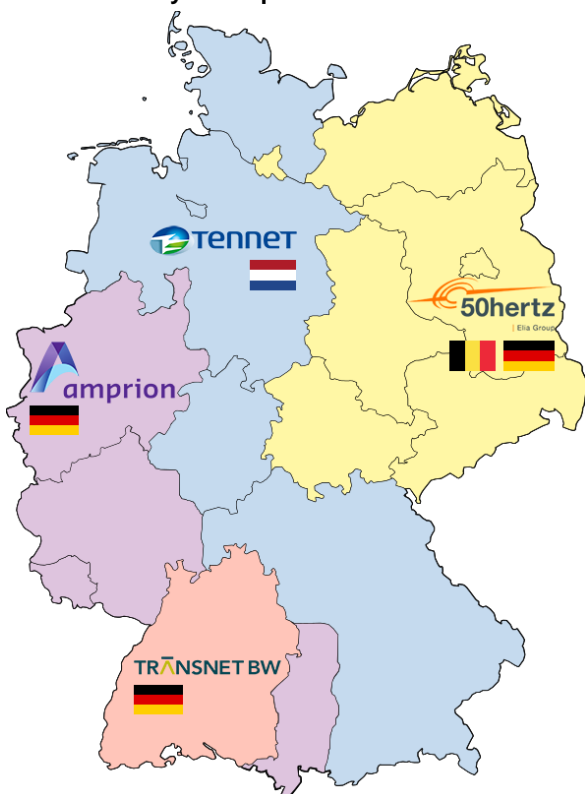 TENNET
50hertz
| Elia Group
amprion
TRANSNET BW